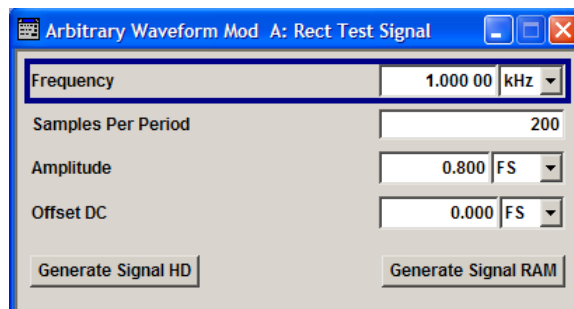 Arbitrary Waveform Mod A: Rect Test Signal
Frequency 1.000 00 kHz
Samples Per Period 200
Amplitude 0.800 FS
Offset DC 0.000 FS
Generate Signal HD Generate Signal RAM